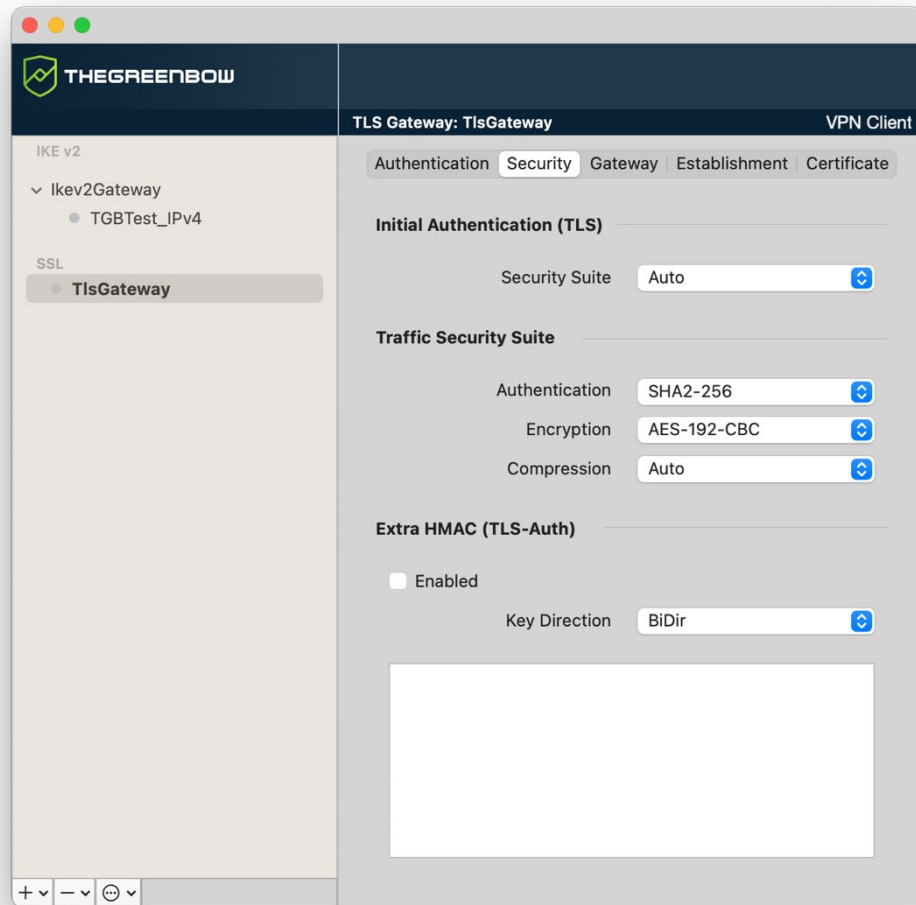 THEGREENBOW
TLS Gateway: TlsGateway VPN Client
IKE v2
Ikev2Gateway
TGBTest_IPv4
SSL
TlsGateway
Authentication Security Gateway Establishment Certificate
Initial Authentication (TLS)
Security Suite Auto
Traffic Security Suite
Authentication SHA2-256
Encryption AES-192-CBC
Compression Auto
Extra HMAC (TLS-Auth)
Enabled
Key Direction BiDir